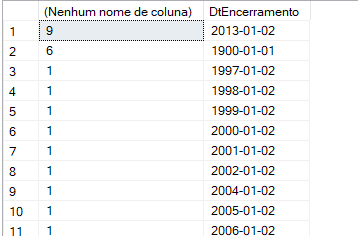 (Nenhum nome de coluna) DtEncerramento
1 9 2013-01-02
2 6 1900-01-01
3 1 1997-01-02
4 1 1998-01-02
5 1 1999-01-02
6 1 2000-01-02
7 1 2001-01-02
8 1 2002-01-02
9 1 2004-01-02
10 1 2005-01-02
11 1 2006-01-02